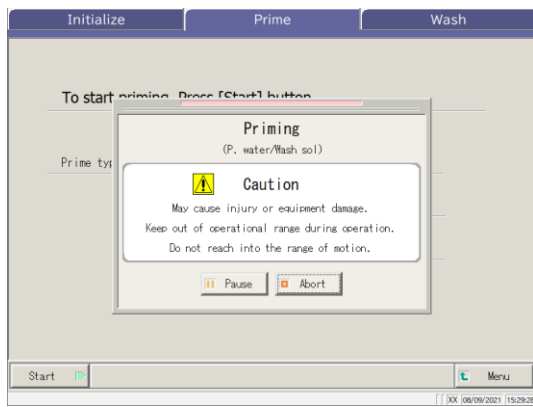 Initialize
Prime
Wash
To start priming, Press [Start] button
Priming
(P. water/Wash sol)
Prime typ
Caution
May cause injury or equipment damage.
Keep out of operational range during operation.
Do not reach into the range of motion.
Pause
Abort
Start
Menu
XX 08/09/2021 15:29:28